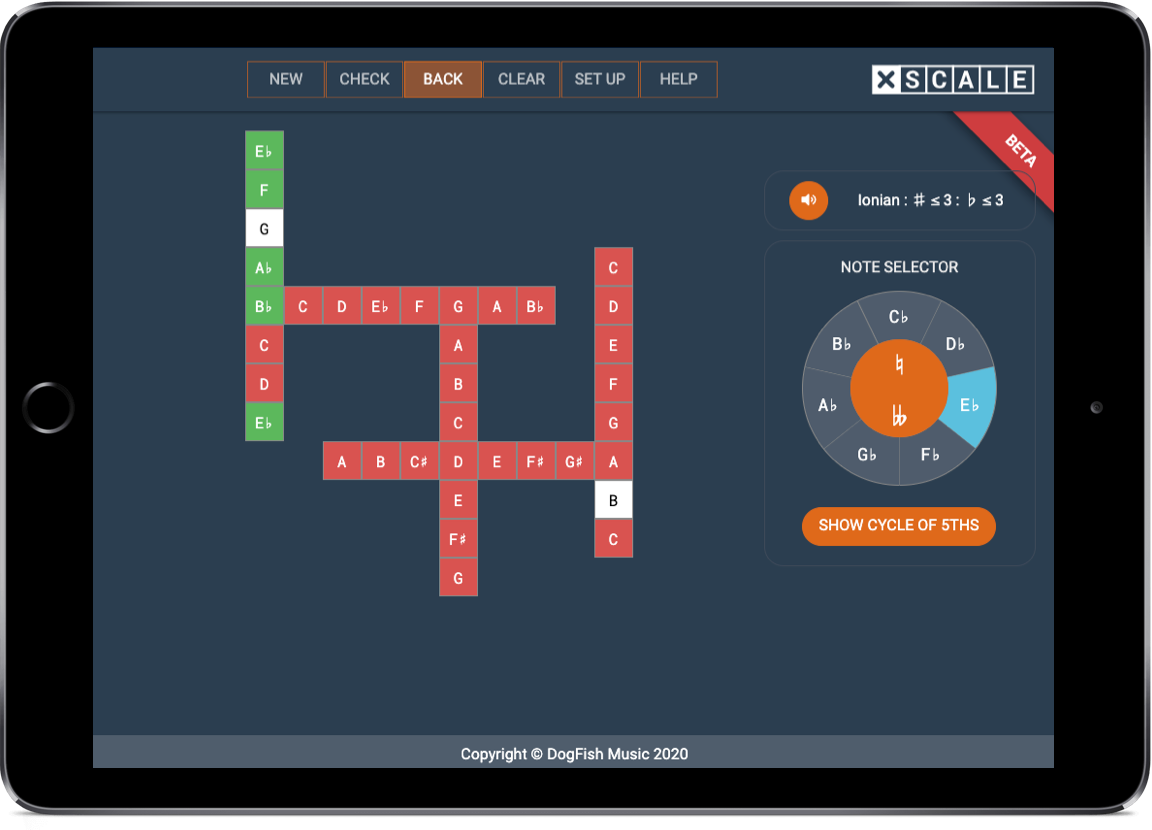 NEW CHECK BACK CLEAR SET UP HELP
XSCALE
BETA
E♭
F
G
A♭
B♭ C D E♭ F G A B♭
C
D
E♭
A
B
C
A B C♯ D E F♯ G♯ A
E
F♯
G
C
D
E
F
G
B
C
Ionian : ♯ ≤ 3 : ♭ ≤ 3
NOTE SELECTOR
C♭
B♭ D♭
♮
A♭ E♭
𝄫
G♭ F♭
SHOW CYCLE OF 5THS
Copyright © DogFish Music 2020